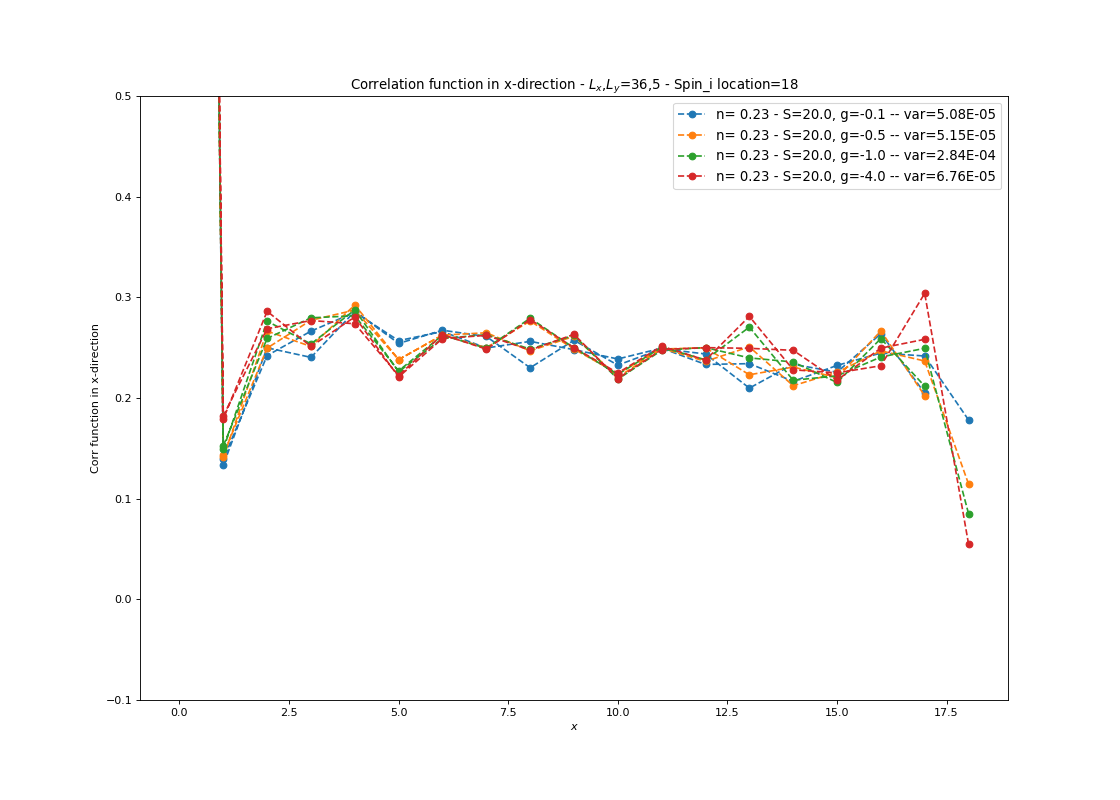 Correlation function in x-direction - Lx,Ly=36,5 - Spin_i location=18
n= 0.23 - S=20.0, g=-0.1 -- var=5.08E-05
n= 0.23 - S=20.0, g=-0.5 -- var=5.15E-05
n= 0.23 - S=20.0, g=-1.0 -- var=2.84E-04
n= 0.23 - S=20.0, g=-4.0 -- var=6.76E-05
Corr function in x-direction
0.5
0.4
0.3
0.2
0.1
0.0
−0.1
0.0 2.5 5.0 7.5 10.0 12.5 15.0 17.5
x